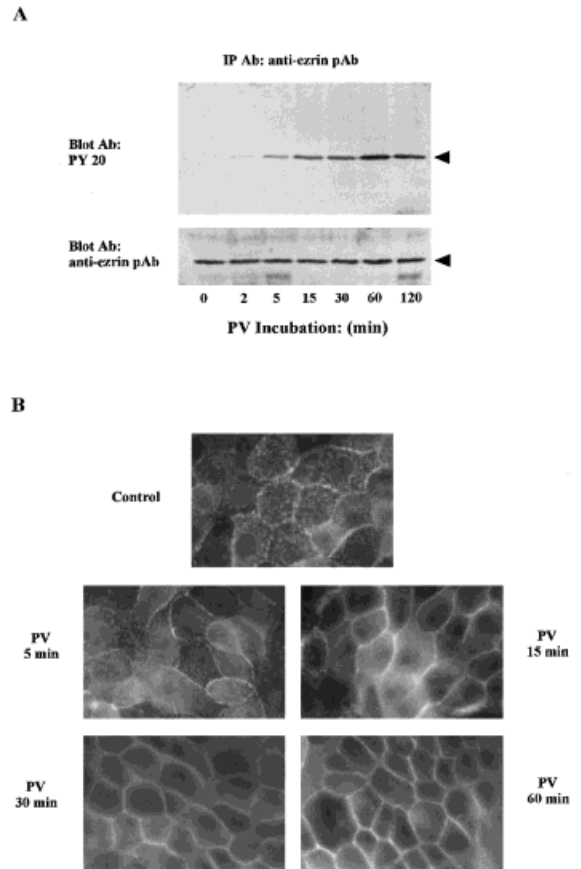 A
IP Ab: anti-ezrin pAb
Blot Ab:
PY 20
Blot Ab:
anti-ezrin pAb
0 2 5 15 30 60 120
PV Incubation: (min)
B
Control
PV
5 min
PV
15 min
PV
30 min
PV
60 min